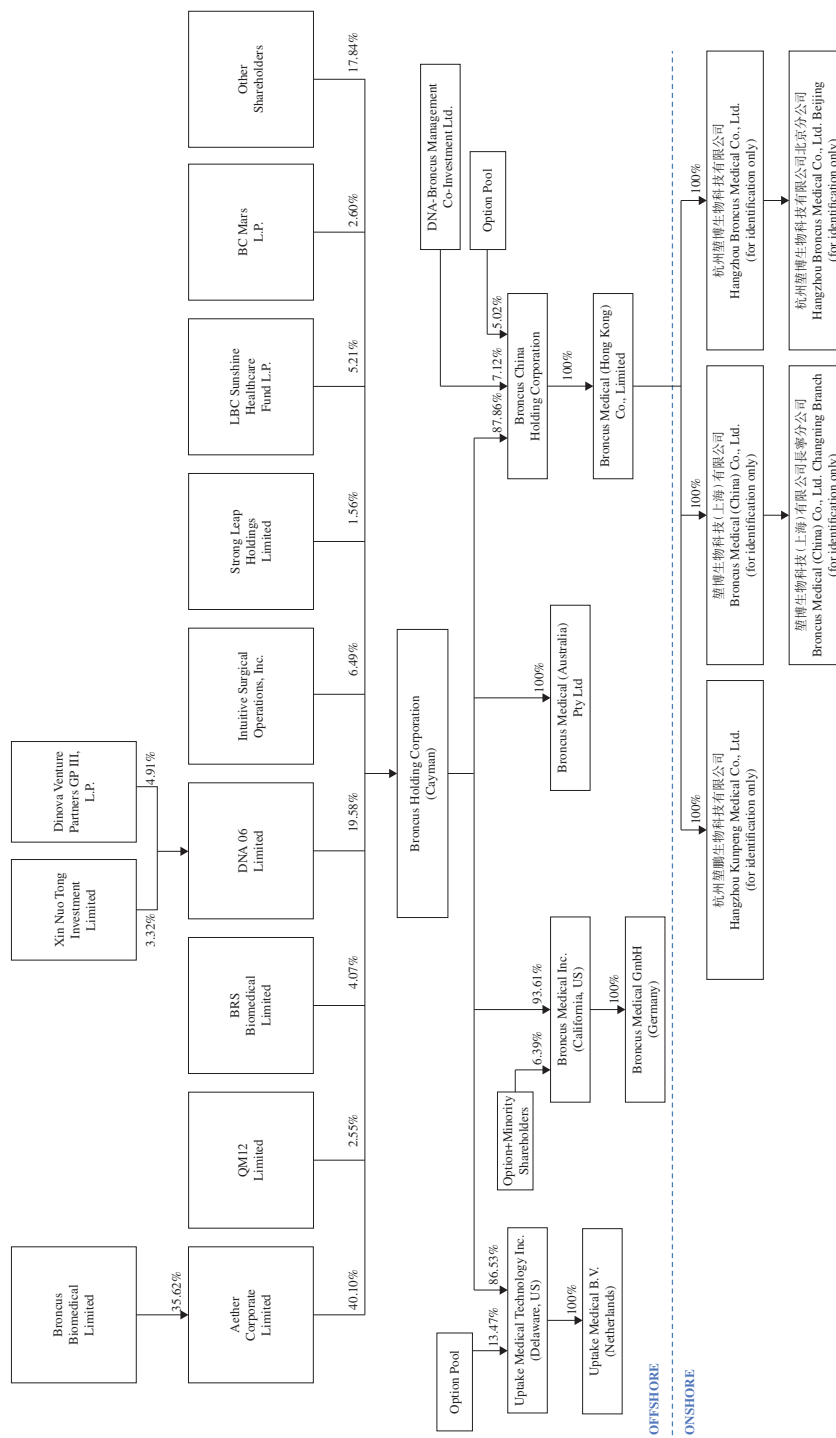 Broncus
Biomedical
Limited
Xin Nuo Tong
Investment
Limited
Dinova Venture
Partners GP III,
L.P.
35.62%
3.32%
4.91%
Aether
Corporate
Limited
QM12
Limited
BRS
Biomedical
Limited
DNA 06
Limited
Intuitive Surgical
Operations, Inc.
Strong Leap
Holdings
Limited
LBC Sunshine
Healthcare
Fund L.P.
BC Mars
L.P.
Other
Shareholders
40.10%
2.55%
4.07%
19.58%
6.49%
1.56%
5.21%
2.60%
17.84%
Broncus Holding Corporation
(Cayman)
DNA-Broncus Management
Co-Investment Ltd.
Option Pool
Option Pool
Option+Minority
Shareholders
13.47%
86.53%
6.39%
93.61%
100%
87.86%
7.12%
5.02%
Uptake Medical Technology Inc.
(Delaware, US)
Broncus Medical Inc.
(California, US)
Broncus Medical (Australia)
Pty Ltd
Broncus China
Holding Corporation
100%
100%
100%
Uptake Medical B.V.
(Netherlands)
Broncus Medical GmbH
(Germany)
Broncus Medical (Hong Kong)
Co., Limited
OFFSHORE
ONSHORE
100%
100%
100%
杭州堃鵬生物科技有限公司
Hangzhou Kunpeng Medical Co., Ltd.
(for identification only)
堃博生物科技(上海)有限公司
Broncus Medical (China) Co., Ltd.
(for identification only)
杭州堃博生物科技有限公司
Hangzhou Broncus Medical Co., Ltd.
(for identification only)
堃博生物科技(上海)有限公司長寧分公司
Broncus Medical (China) Co., Ltd. Changning Branch
(for identification only)
杭州堃博生物科技有限公司北京分公司
Hangzhou Broncus Medical Co., Ltd. Beijing
(for identification only)